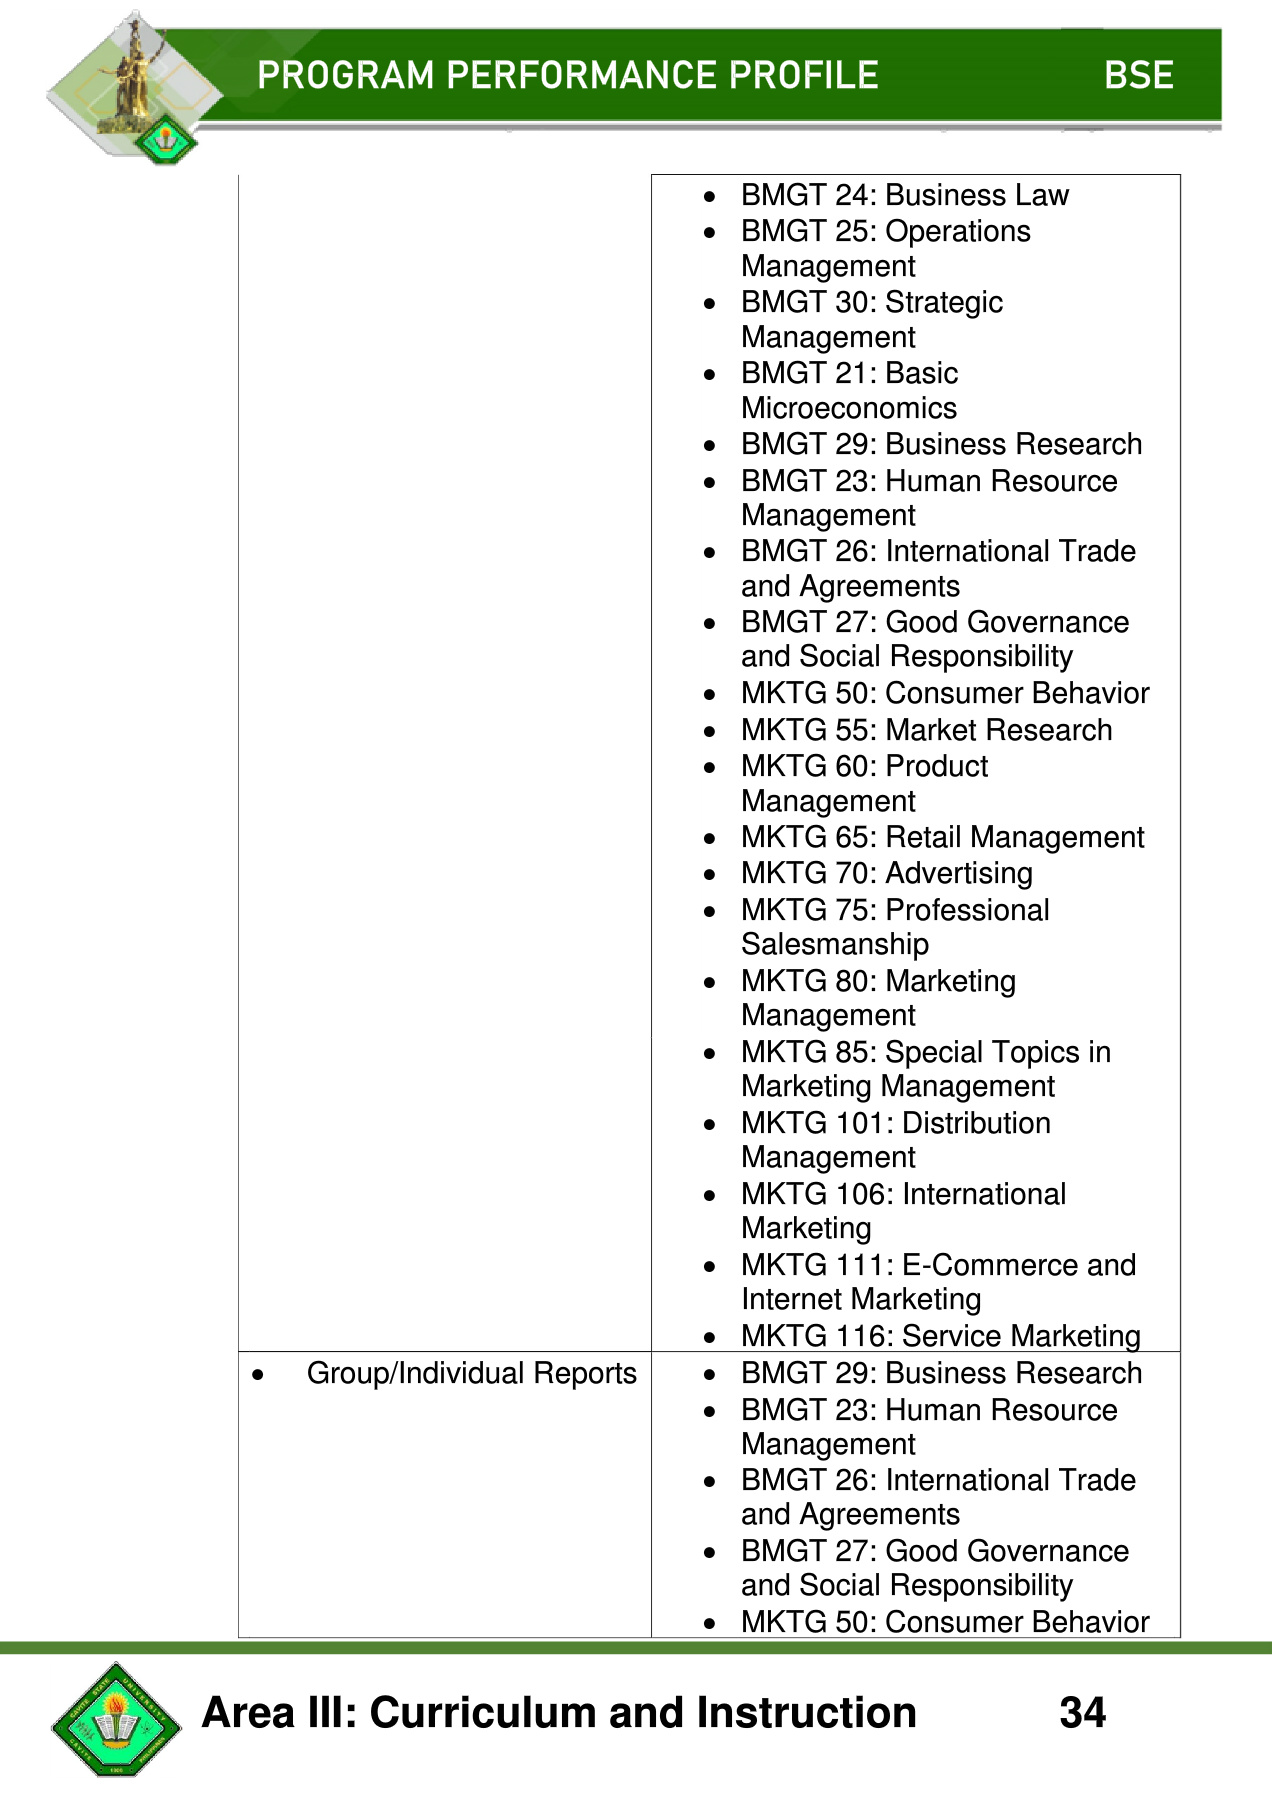 PROGRAM PERFORMANCE PROFILE BSE
• BMGT 24: Business Law
• BMGT 25: Operations
Management
• BMGT 30: Strategic
Management
• BMGT 21: Basic
Microeconomics
• BMGT 29: Business Research
• BMGT 23: Human Resource
Management
• BMGT 26: International Trade
and Agreements
• BMGT 27: Good Governance
and Social Responsibility
• MKTG 50: Consumer Behavior
• MKTG 55: Market Research
• MKTG 60: Product
Management
• MKTG 65: Retail Management
• MKTG 70: Advertising
• MKTG 75: Professional
Salesmanship
• MKTG 80: Marketing
Management
• MKTG 85: Special Topics in
Marketing Management
• MKTG 101: Distribution
Management
• MKTG 106: International
Marketing
• MKTG 111: E-Commerce and
Internet Marketing
• MKTG 116: Service Marketing
• Group/Individual Reports
• BMGT 29: Business Research
• BMGT 23: Human Resource
Management
• BMGT 26: International Trade
and Agreements
• BMGT 27: Good Governance
and Social Responsibility
• MKTG 50: Consumer Behavior
CAVITE STATE UNIVERSITY
CAVITE PHILIPPINES
Area III: Curriculum and Instruction 34